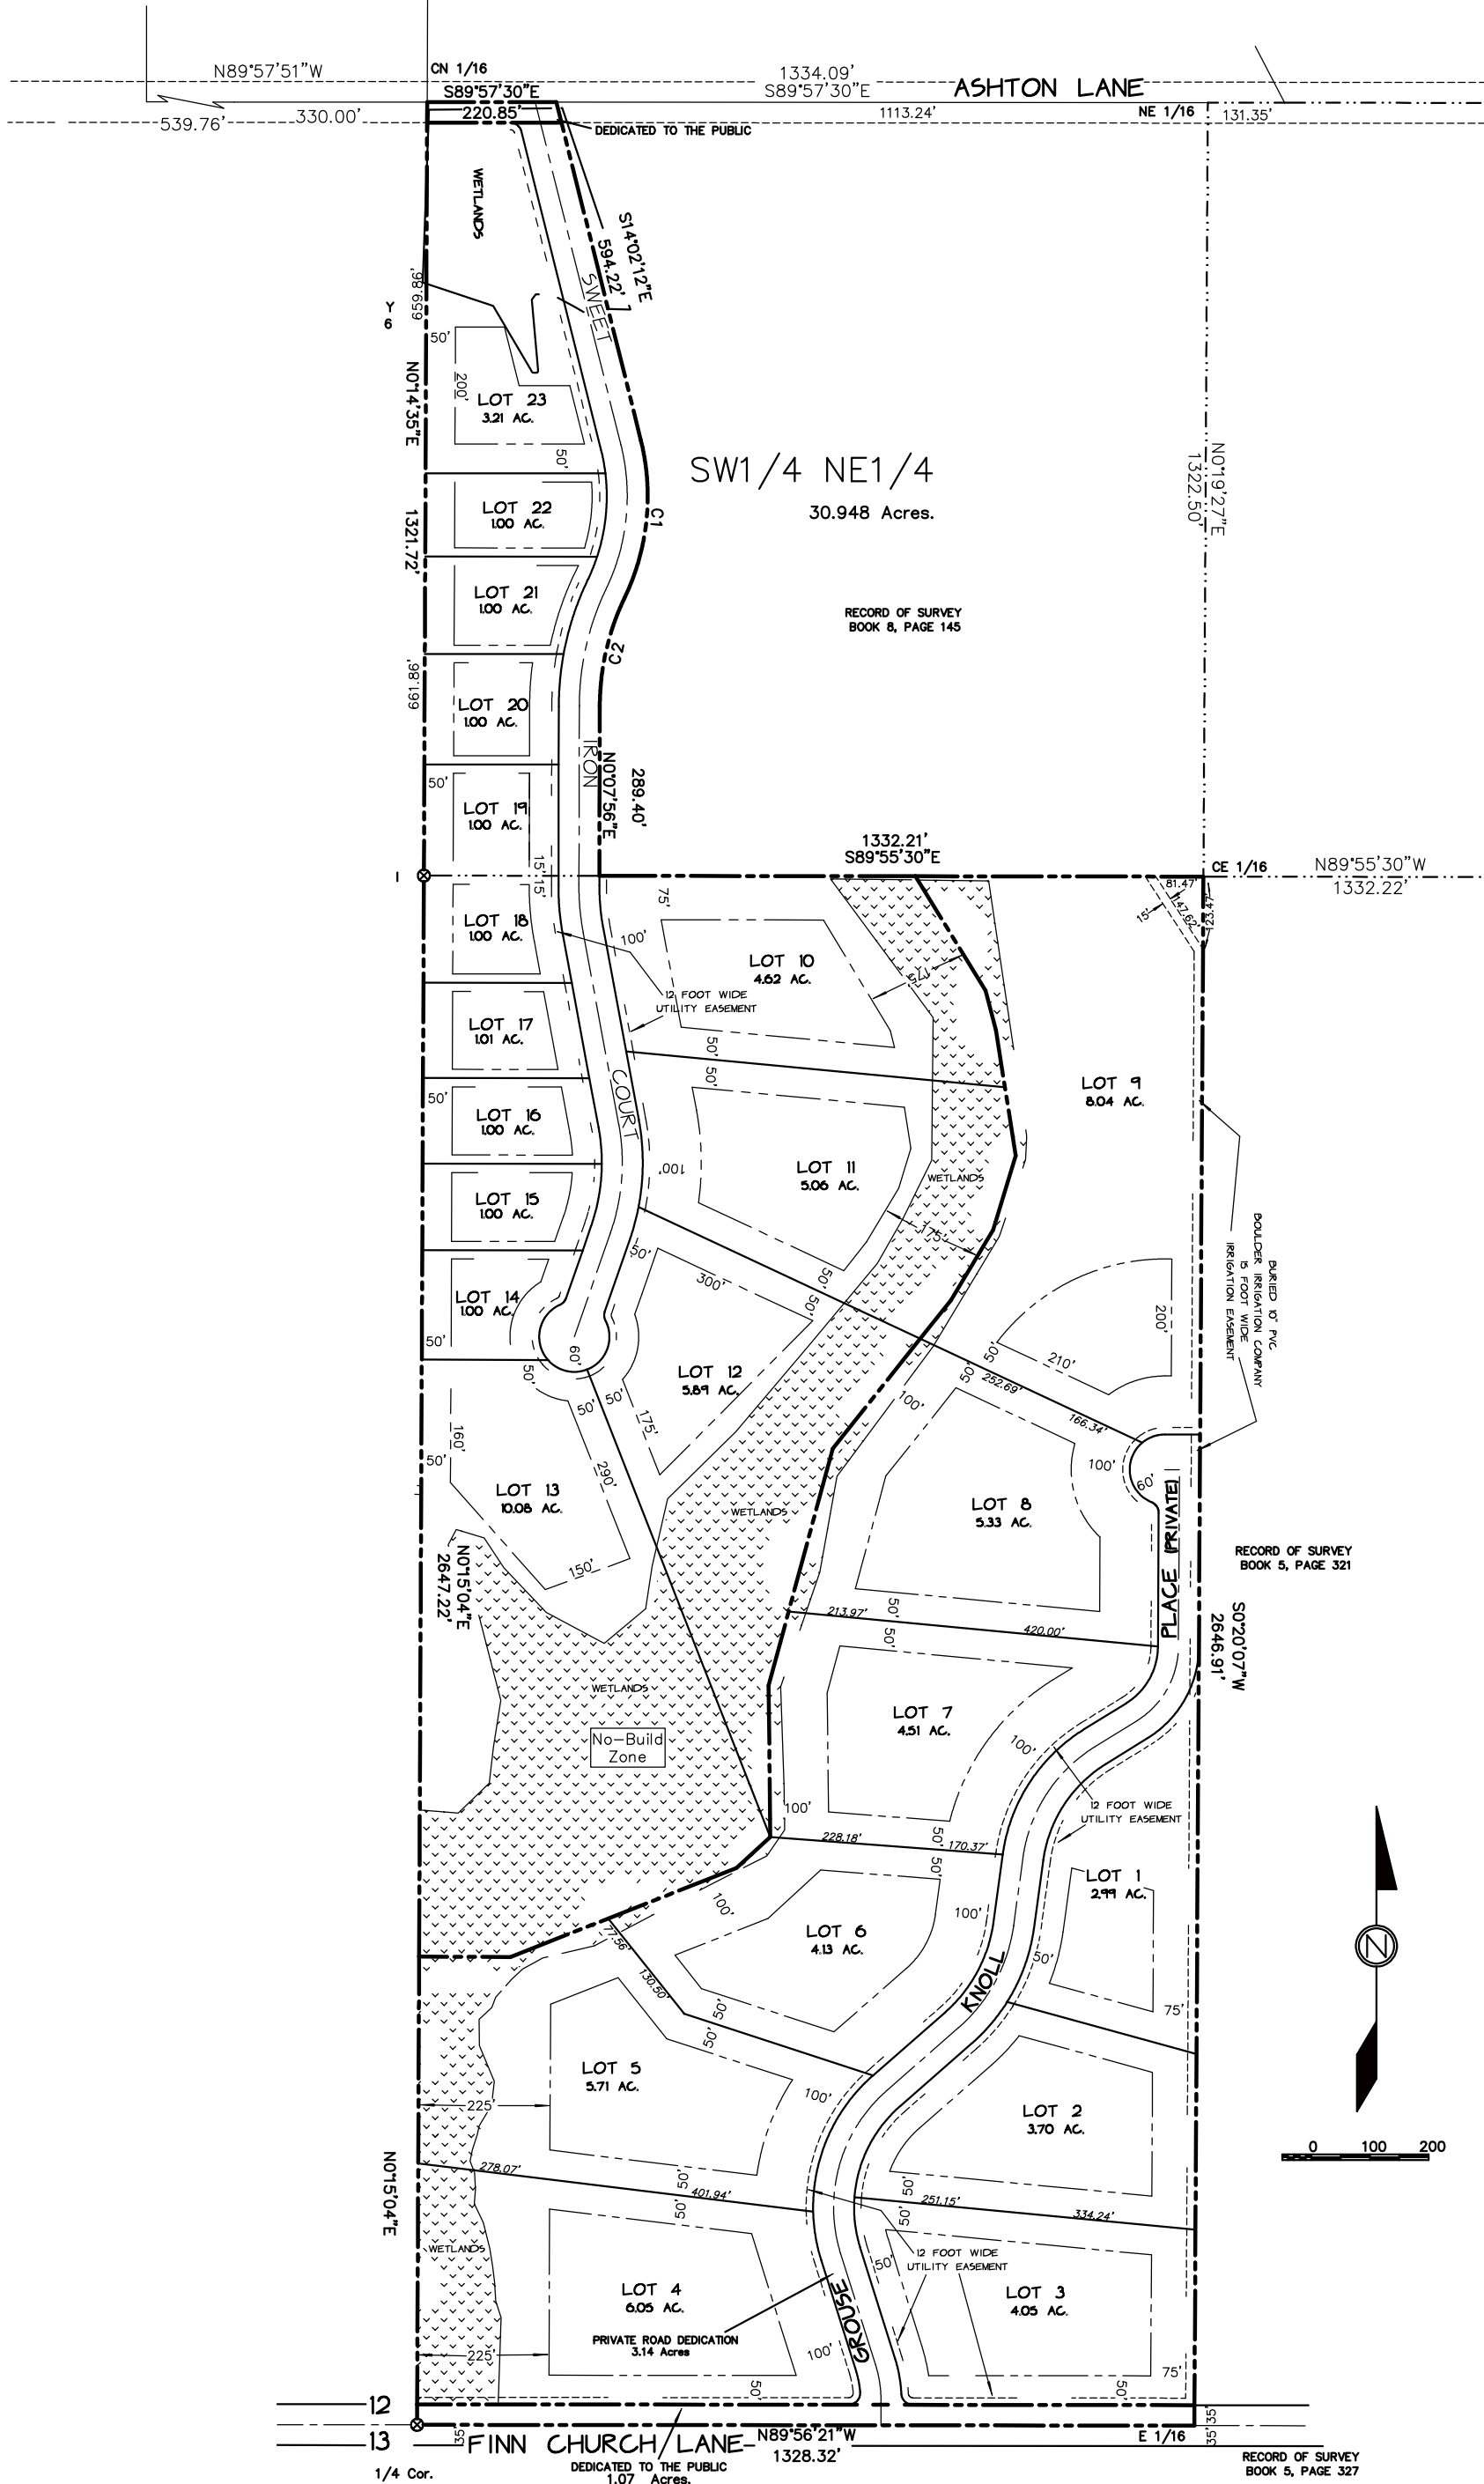 N89°57'51"W
CN 1/16
1334.09'
S89°57'30"E
S89°57'30"E
ASHTON LANE
539.76'
330.00'
220.85'
1113.24'
NE 1/16
131.35'
DEDICATED TO THE PUBLIC
WETLANDS
S14°02'12"E
594.22'
659.86'
Y
6
50'
SWEET
N0°14'35"E
200'
LOT 23
3.21 AC.
50'
SW1/4 NE1/4
30.948 Acres.
N0°19'27"E
1322.50'
1321.72'
LOT 22
1.00 AC.
C1
LOT 21
1.00 AC.
RECORD OF SURVEY
BOOK 8, PAGE 145
C2
661.86'
LOT 20
1.00 AC.
IRON
N0°07'56"E
289.40'
50'
LOT 19
1.00 AC.
15' 15'
1332.21'
S89°55'30"E
CE 1/16
N89°55'30"W
1332.22'
1
81.47'
147.62'
123.47'
15'
LOT 18
1.00 AC.
75'
100'
LOT 10
4.62 AC.
175'
12 FOOT WIDE
UTILITY EASEMENT
LOT 17
1.01 AC.
50'
50'
COURT
50'
LOT 16
1.00 AC.
LOT 9
8.04 AC.
100'
LOT 11
5.06 AC.
WETLANDS
LOT 15
1.00 AC.
175'
50'
300'
50'
50'
BURIED 10" PVC
BOULDER IRRIGATION COMPANY
15 FOOT WIDE
IRRIGATION EASEMENT
LOT 14
1.00 AC.
200'
50'
60'
50'
50'
210'
252.69'
50'
LOT 12
5.89 AC.
50'
50'
175'
100'
166.34'
160'
50'
290'
100'
60'
LOT 13
10.08 AC.
LOT 8
5.33 AC.
WETLANDS
PLACE (PRIVATE)
150'
N0°15'04"E
2647.22'
RECORD OF SURVEY
BOOK 5, PAGE 321
S0°20'07"W
2646.91'
213.97'
50'
50'
420.00'
WETLANDS
LOT 7
4.51 AC.
No-Build
Zone
100'
100'
12 FOOT WIDE
UTILITY EASEMENT
228.18'
50'
50'
170.37'
LOT 1
2.99 AC.
100'
100'
LOT 6
4.13 AC.
77.56'
130.50'
50'
KNOLL
75'
50'
50'
LOT 5
5.71 AC.
100'
225'
LOT 2
3.70 AC.
0 100 200
N0°15'04"E
278.07'
401.94'
50'
50'
251.15'
334.24'
50'
50'
WETLANDS
12 FOOT WIDE
UTILITY EASEMENT
50'
LOT 4
6.05 AC.
LOT 3
4.05 AC.
GROUSE
PRIVATE ROAD DEDICATION
3.14 Acres
100'
225'
75'
50'
50'
12
13
35'
FINN CHURCH LANE
N89°56'21"W
1328.32'
E 1/16
35' 35'
1/4 Cor.
DEDICATED TO THE PUBLIC
1.07 Acres.
RECORD OF SURVEY
BOOK 5, PAGE 327
N